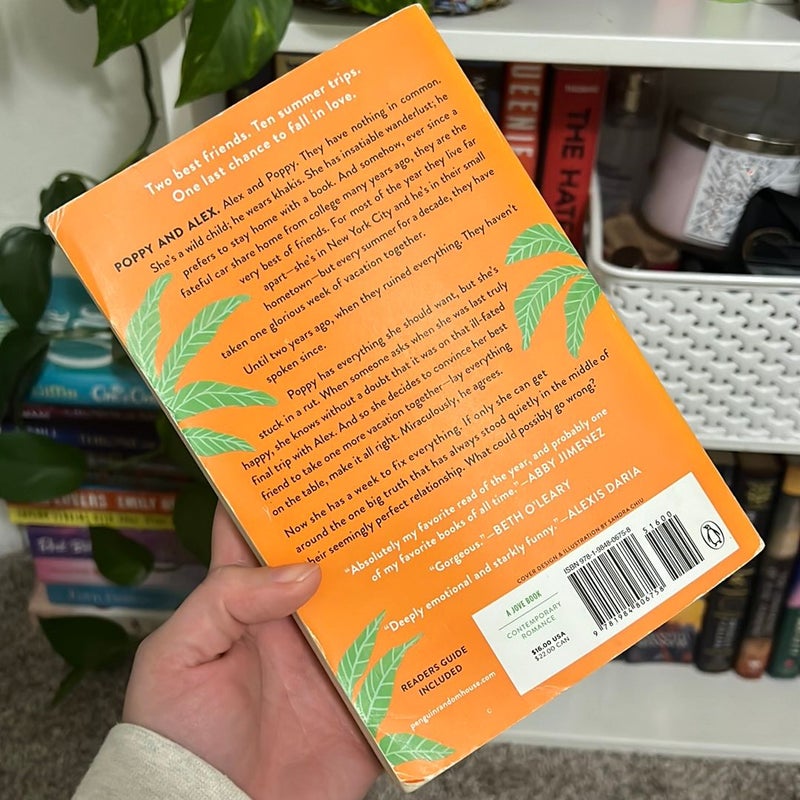 Two best friends. Ten summer trips.
One last chance to fall in love.
POPPY AND ALEX. Alex and Poppy. They have nothing in common.
She's a wild child; he wears khakis. She has insatiable wanderlust; he
prefers to stay home with a book. And somehow, ever since a
fateful car share home from college many years ago, they are the
very best of friends. For most of the year they live far
apart—she's in New York City and he's in their small
hometown—but every summer for a decade, they have
taken one glorious week of vacation together.
Until two years ago, when they ruined everything. They haven't
spoken since.
Poppy has everything she should want, but she's
stuck in a rut. When someone asks when she was last truly
happy, she knows without a doubt that it was on that ill-fated
final trip with Alex. And so she decides to convince her best
friend to take one more vacation together—lay everything
on the table, make it all right. Miraculously, he agrees.
Now she has a week to fix everything. If only she can get
around the one big truth that has always stood quietly in the middle of
their seemingly perfect relationship. What could possibly go wrong?
"Absolutely my favorite read of the year, and probably one
of my favorite books of all time."—ABBY JIMENEZ
"Gorgeous."—BETH O'LEARY
"Deeply emotional and starkly funny."—ALEXIS DARIA
COVER DESIGN & ILLUSTRATION BY SANDRA CHIU
A JOVE BOOK
CONTEMPORARY
ROMANCE
$16.00 USA
$22.00 CAN
ISBN 978-1-9848-0675-8
51600
9 781984 806758
READERS GUIDE
INCLUDED
penguinrandomhouse.com
QUEENIE
THE HAT
THOMAS